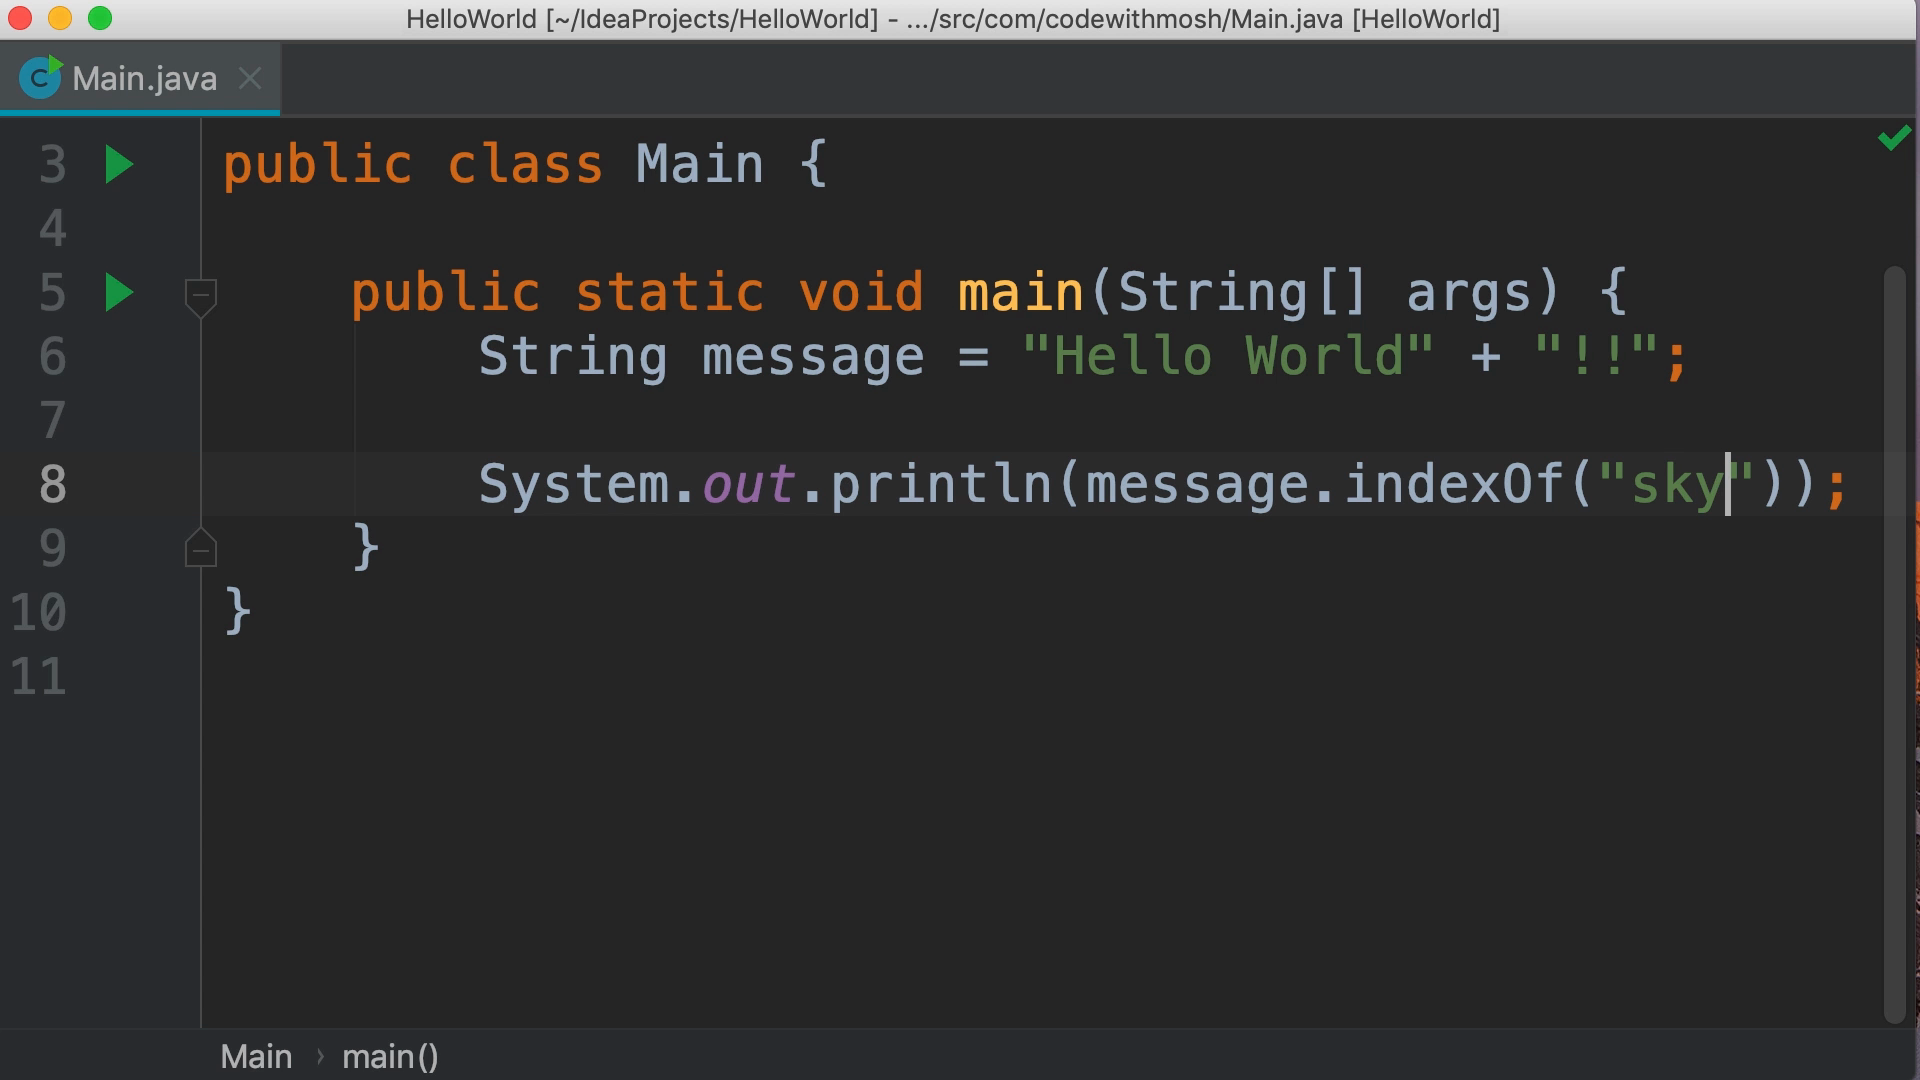 HelloWorld [~/IdeaProjects/HelloWorld] - .../src/com/codewithmosh/Main.java [HelloWorld]
C Main.java
3 public class Main {
4
5 public static void main(String[] args) {
6 String message = "Hello World" + "!!";
7
8 System.out.println(message.indexOf("sky"));
9 }
10 }
11
Main › main()